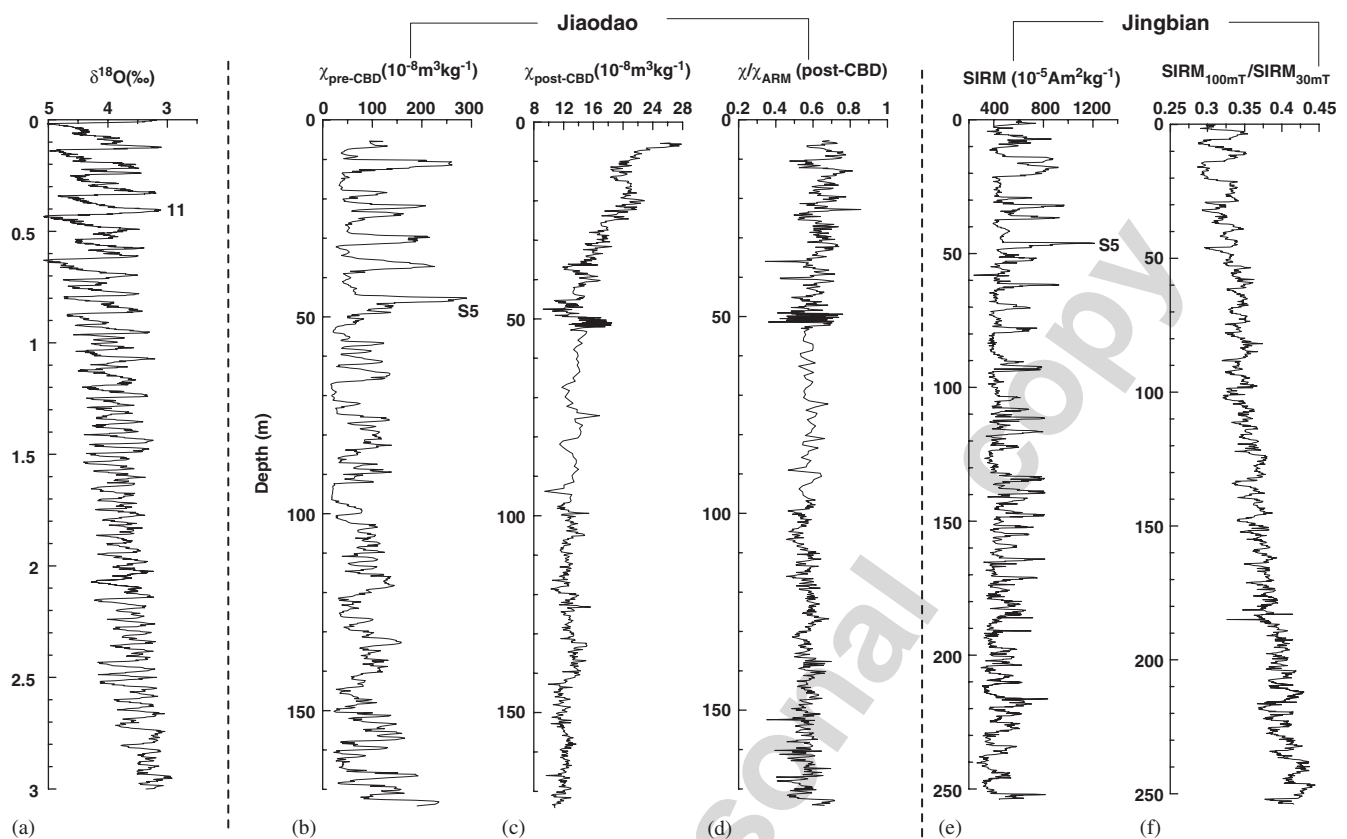 Jiaodao
Jingbian
δ¹⁸O(‰)
5 4 3
0
0.5
1
1.5
2
2.5
3
11
(a)
χpre-CBD(10⁻⁸m³kg⁻¹)
0 100 200 300
Depth (m)
0
50
100
150
S5
(b)
χpost-CBD(10⁻⁸m³kg⁻¹)
8 12 16 20 24 28
0
50
100
150
(c)
χ/χARM (post-CBD)
0.2 0.4 0.6 0.8 1
0
50
100
150
(d)
SIRM (10⁻⁵Am²kg⁻¹)
400 800 1200
0
50
100
150
200
250
S5
(e)
SIRM100mT/SIRM30mT
0.25 0.3 0.35 0.4 0.45
0
50
100
150
200
250
(f)
sonal copy